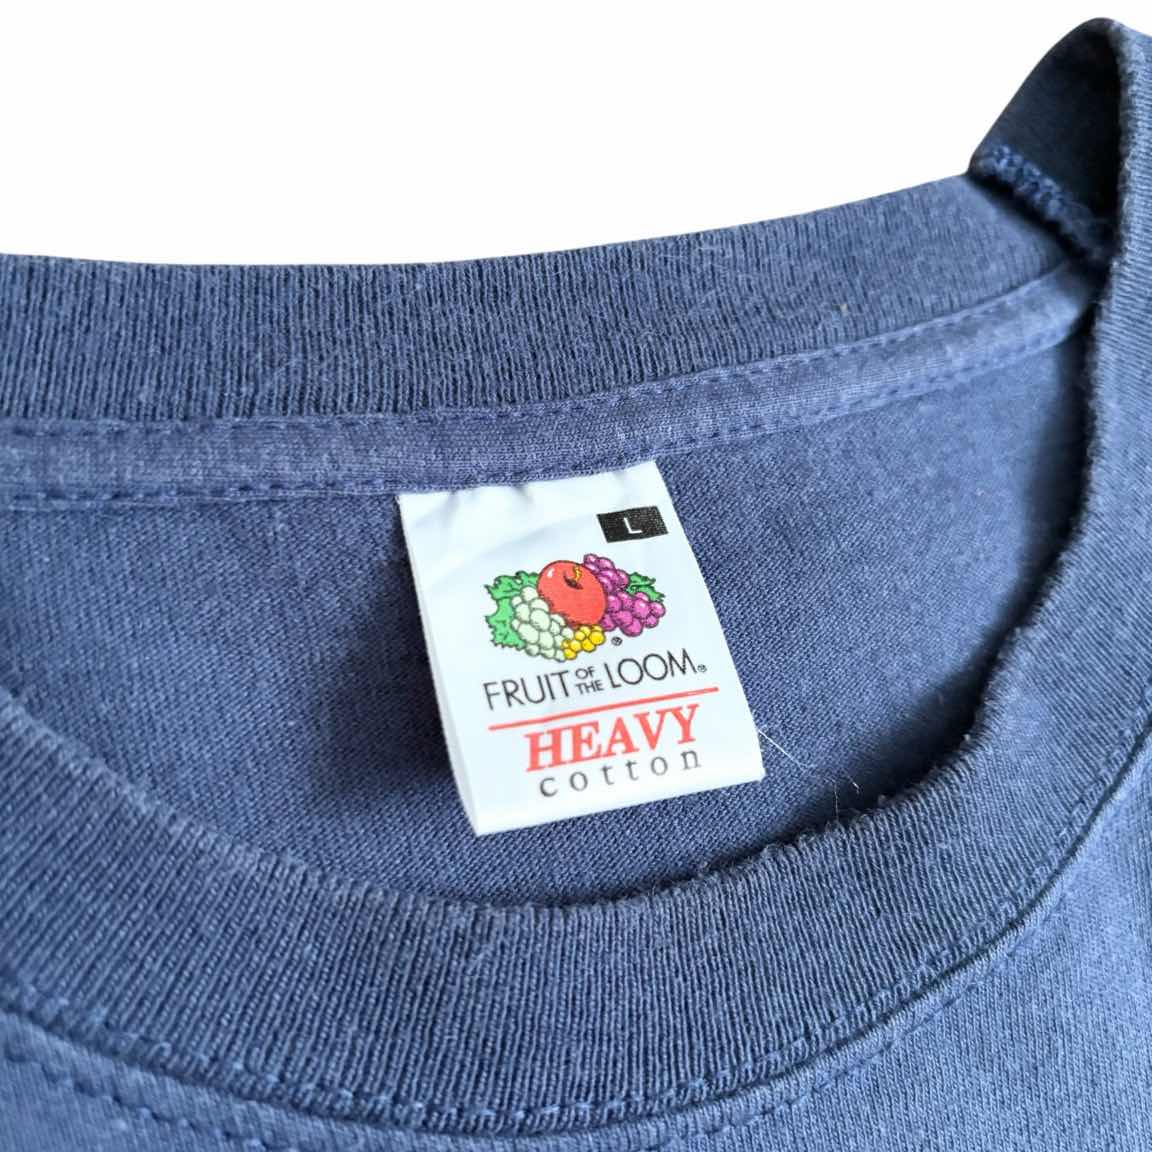 L
®
FRUIT OF THE LOOM®
HEAVY
cotton